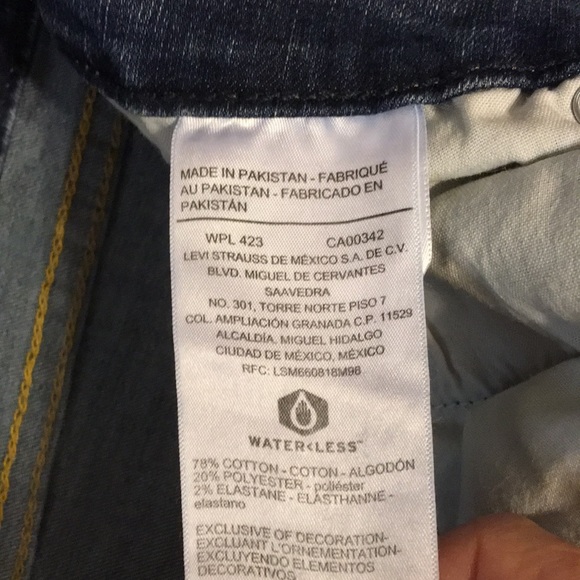 MADE IN PAKISTAN - FABRIQUÉ
AU PAKISTAN - FABRICADO EN
PAKISTÁN
WPL 423 CA00342
LEVI STRAUSS DE MÉXICO S.A. DE C.V.
BLVD. MIGUEL DE CERVANTES
SAAVEDRA
NO. 301, TORRE NORTE PISO 7
COL. AMPLIACIÓN GRANADA C.P. 11529
ALCALDÍA. MIGUEL HIDALGO
CIUDAD DE MÉXICO, MÉXICO
RFC: LSM660818M98
WATER<LESS™
78% COTTON - COTON - ALGODÓN
20% POLYESTER - poliéster
2% ELASTANE - ÉLASTHANNE -
elastano
EXCLUSIVE OF DECORATION-
EXCLUANT L'ORNEMENTATION-
EXCLUYENDO ELEMENTOS
DECORATIVOS